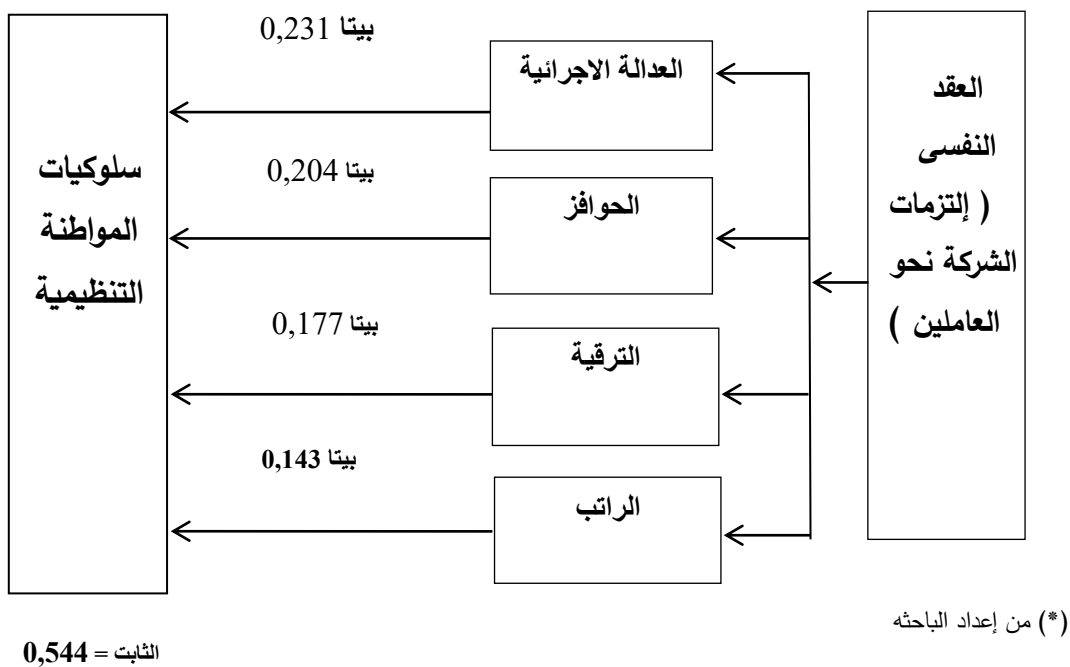 العقد
النفسى
( إلتزمات
الشركة نحو
العاملين )
العدالة الاجرائية
الحوافز
الترقية
الراتب
بيتا 0,231
بيتا 0,204
بيتا 0,177
بيتا 0,143
سلوكيات
المواطنة
التنظيمية
(*) من إعداد الباحثه
الثابت = 0,544